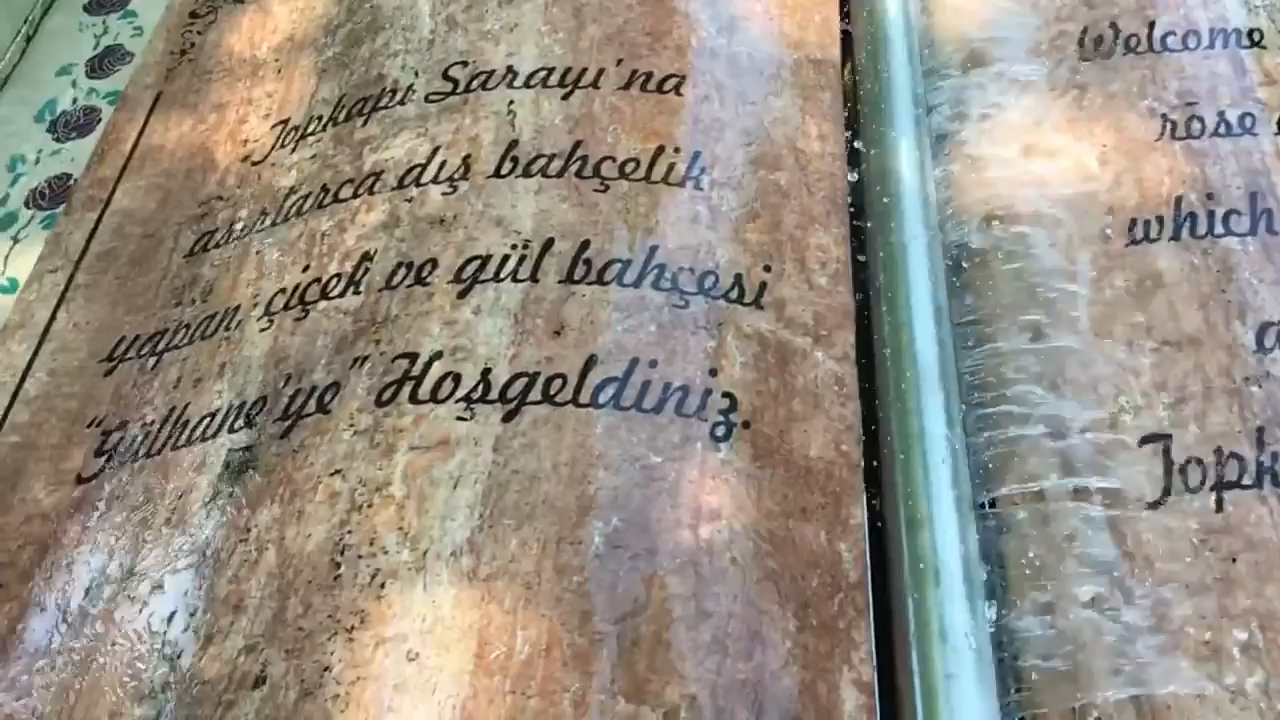 Topkapı Sarayı'na
asırlarca dış bahçelik
yapan, çiçek ve gül bahçesi
"Gülhane'ye" Hoşgeldiniz.
Welcome
rose
which
Topk